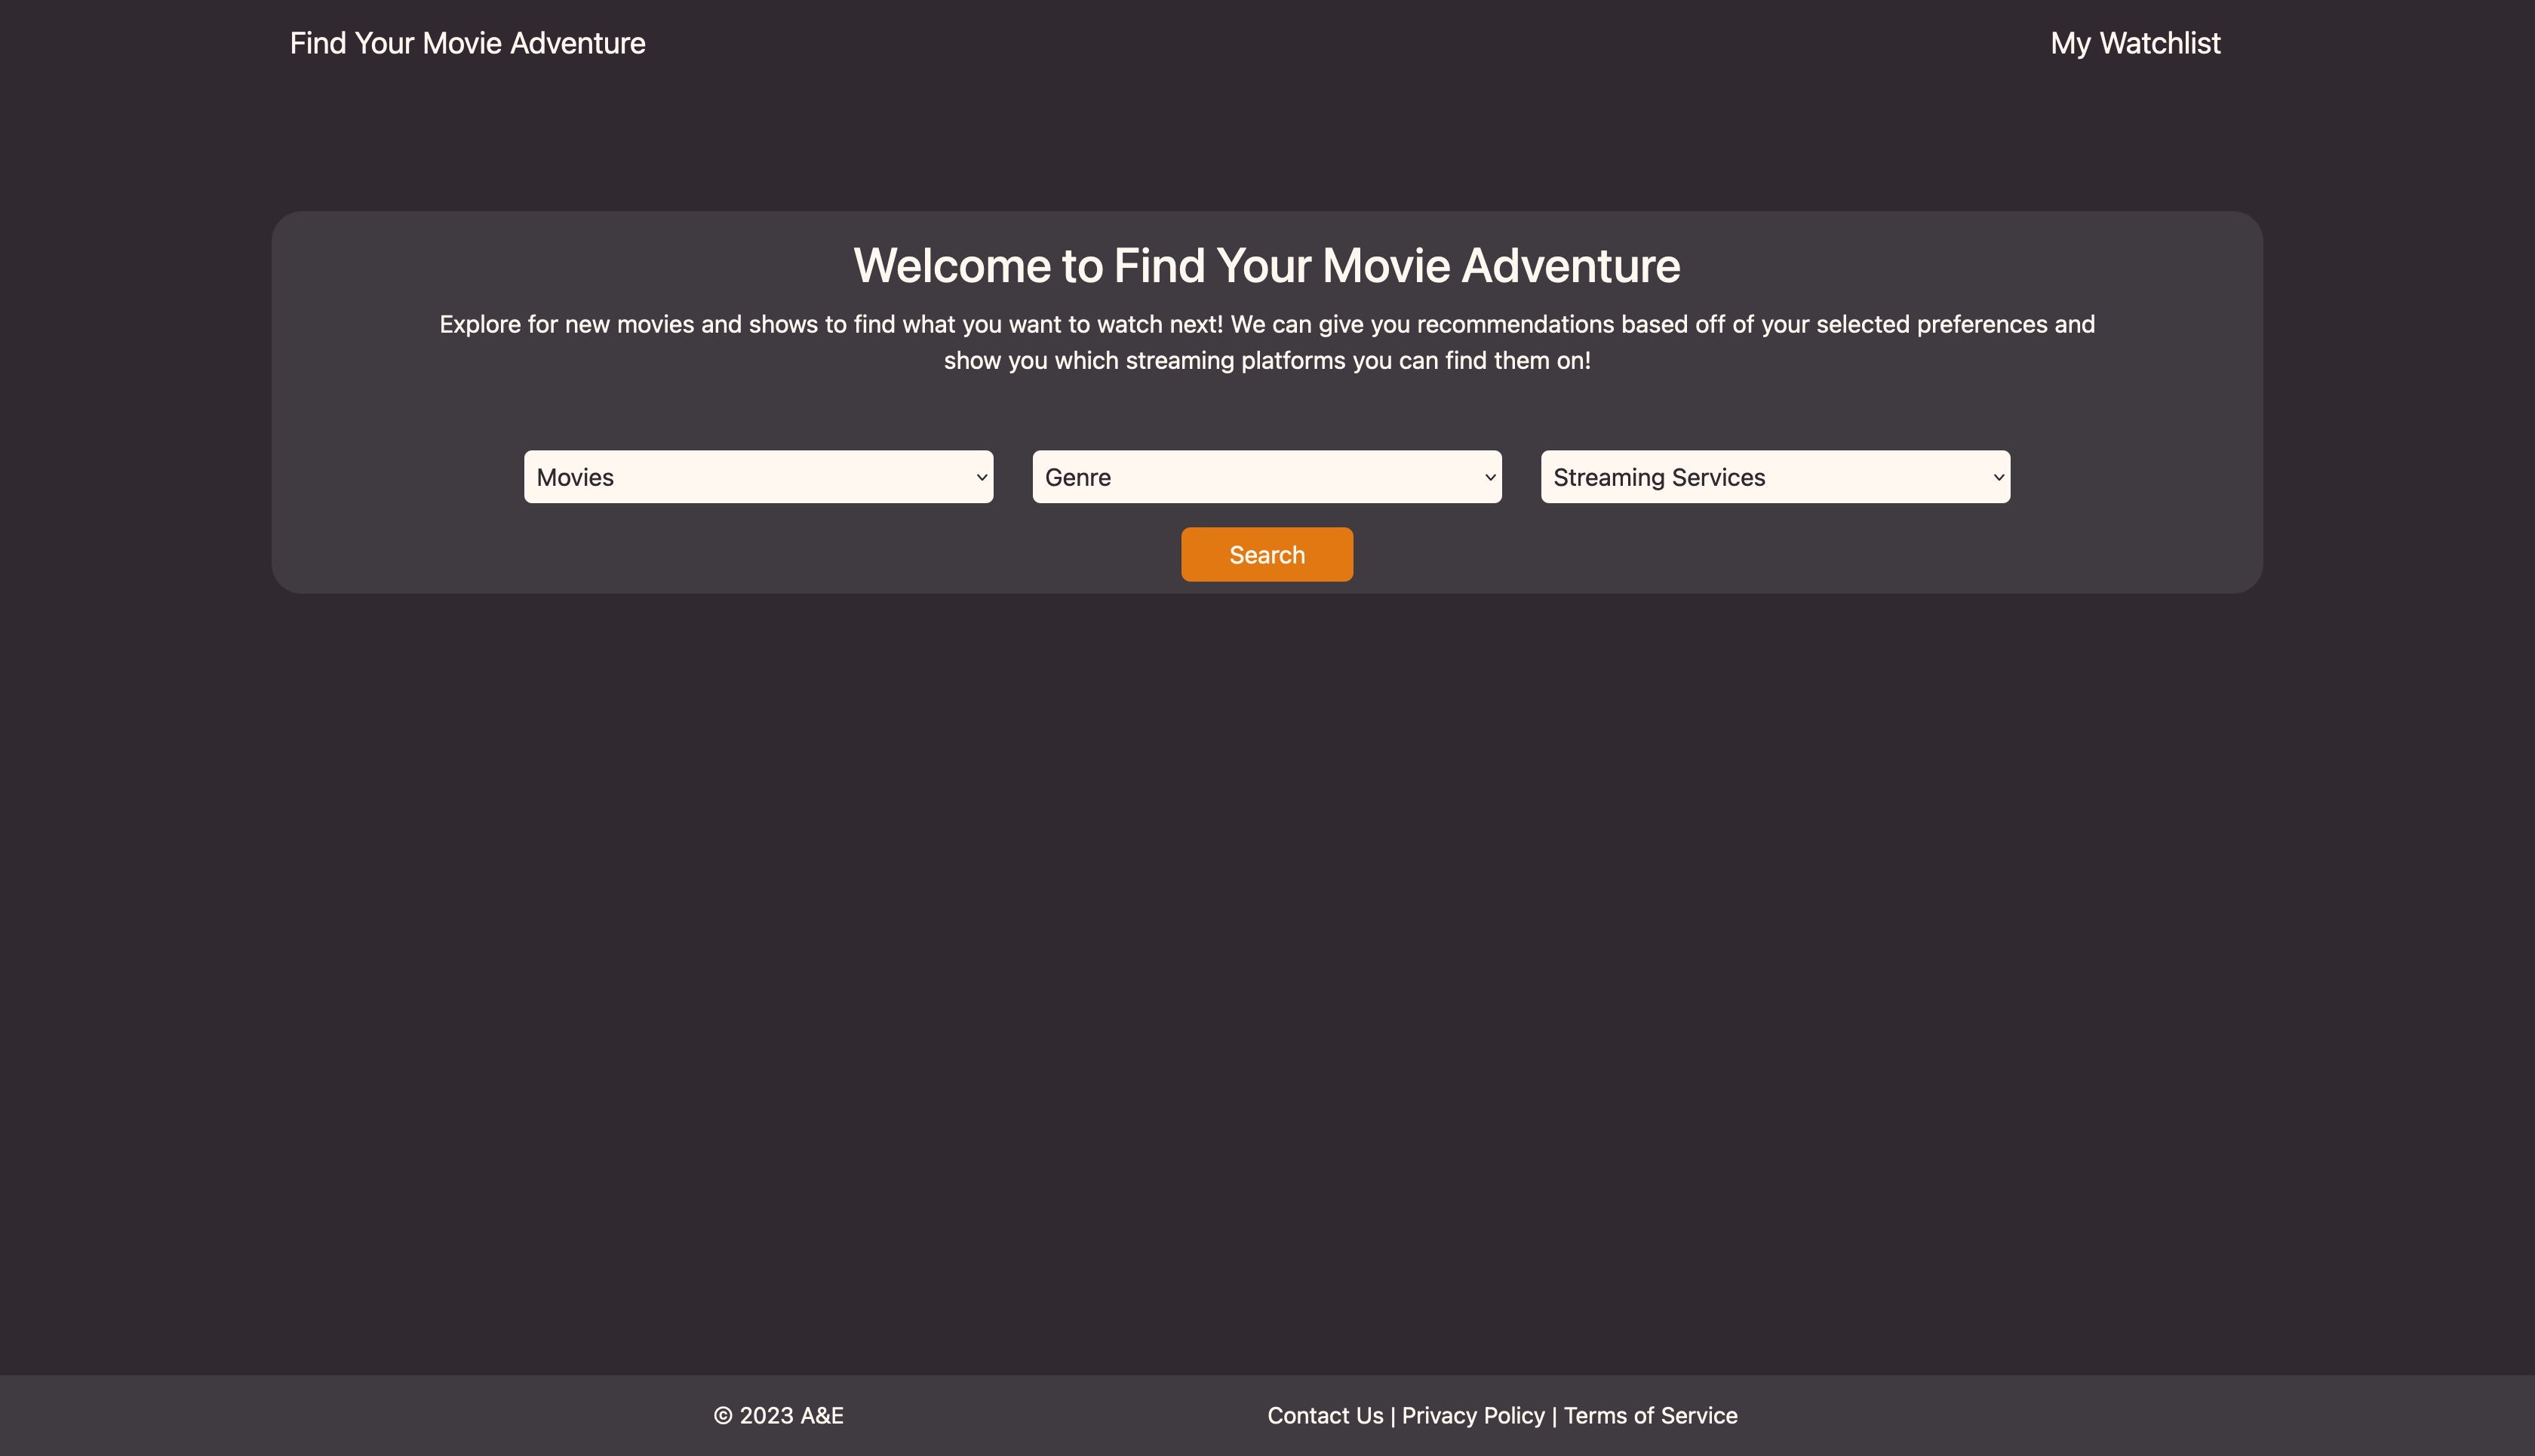 Find Your Movie Adventure
My Watchlist
Welcome to Find Your Movie Adventure
Explore for new movies and shows to find what you want to watch next! We can give you recommendations based off of your selected preferences and
show you which streaming platforms you can find them on!
Movies
Genre
Streaming Services
Search
© 2023 A&E
Contact Us | Privacy Policy | Terms of Service